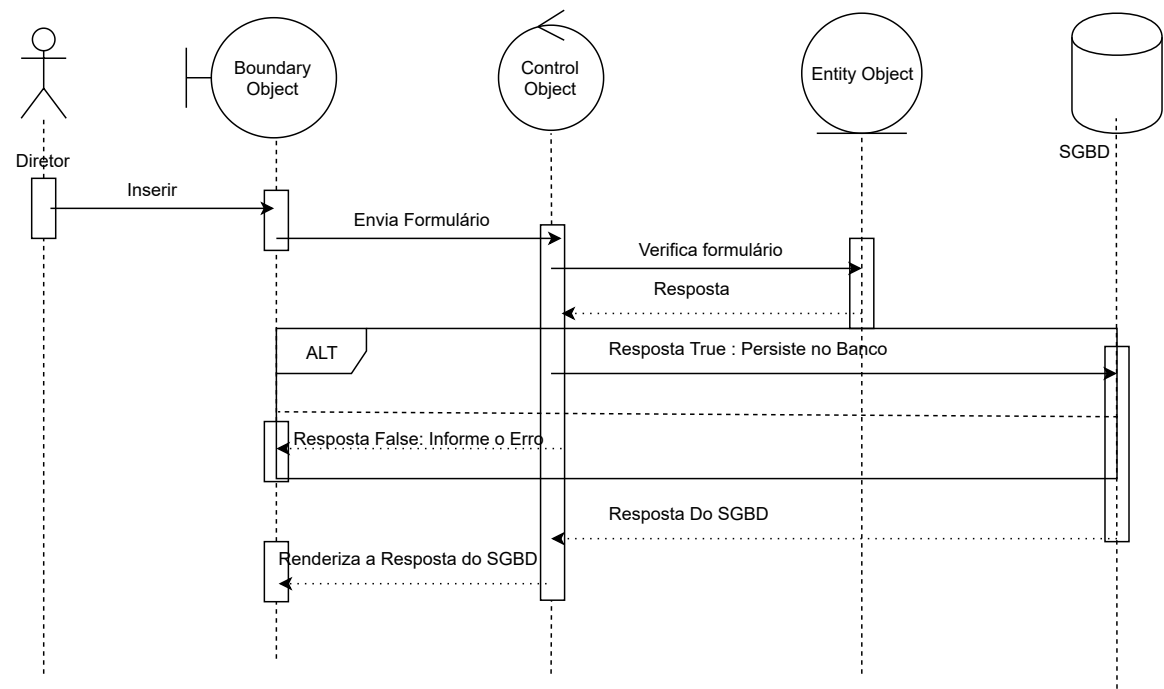 Boundary
Object
Control
Object
Entity Object
SGBD
Diretor
Inserir
Envia Formulário
Verifica formulário
Resposta
ALT
Resposta True : Persiste no Banco
Resposta False: Informe o Erro
Resposta Do SGBD
Renderiza a Resposta do SGBD